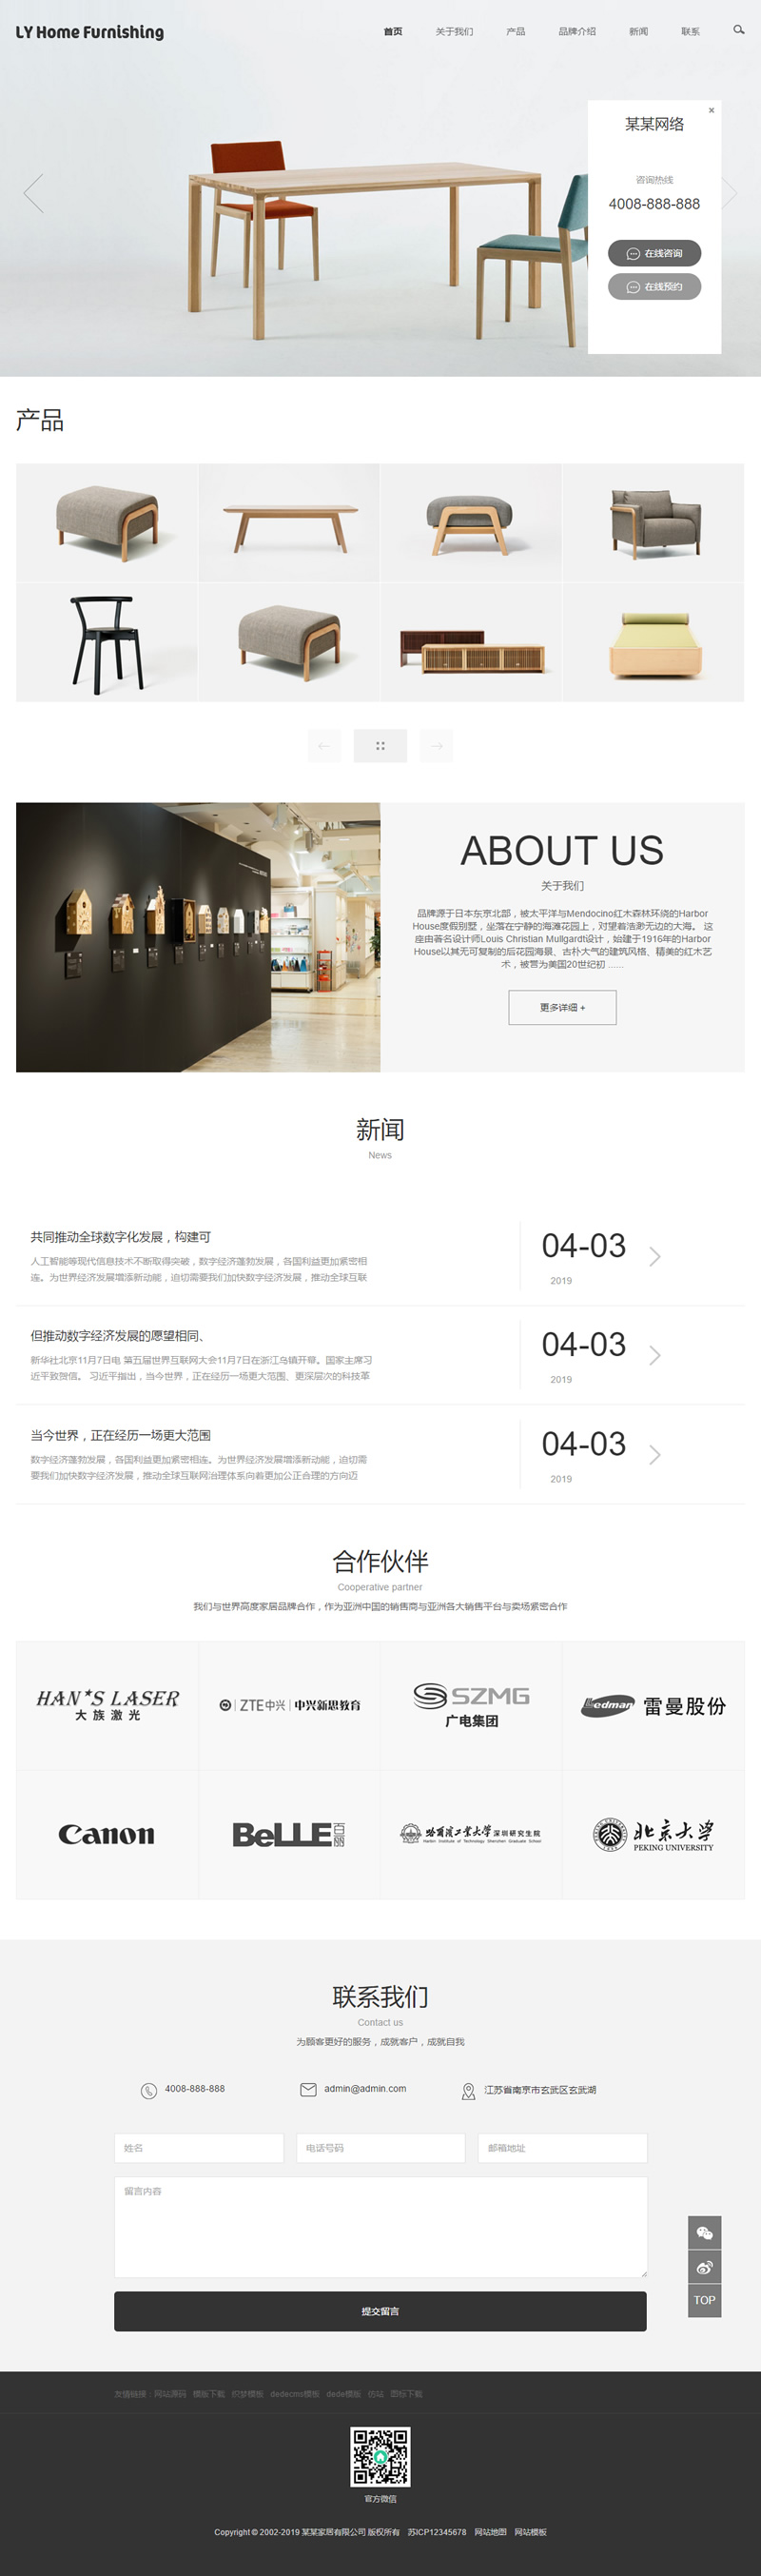 LY Home Furnishing
首页 关于我们 产品 品牌介绍 新闻 联系
某某网络
咨询热线
4008-888-888
在线咨询
在线预约
产品
ABOUT US
关于我们
品牌源于日本东京北部，被太平洋与Mendocino红木森林环绕的Harbor
House度假别墅，坐落在宁静的海滩花园上，对望着浩渺无边的大海。 这
座由著名设计师Louis Christian Mullgardt设计，始建于1916年的Harbor
House以其无可复制的后花园海景、古朴大气的建筑风格、精美的红木艺
术，被誉为美国20世纪初 ......
更多详细 +
新闻
News
共同推动全球数字化发展，构建可
人工智能等现代信息技术不断取得突破，数字经济蓬勃发展，各国利益更加紧密相
连。为世界经济发展增添新动能，迫切需要我们加快数字经济发展，推动全球互联
04-03
2019
但推动数字经济发展的愿望相同、
新华社北京11月7日电 第五届世界互联网大会11月7日在浙江乌镇开幕。国家主席习
近平致贺信。 习近平指出，当今世界，正在经历一场更大范围、更深层次的科技革
04-03
2019
当今世界，正在经历一场更大范围
数字经济蓬勃发展，各国利益更加紧密相连。为世界经济发展增添新动能，迫切需
要我们加快数字经济发展，推动全球互联网治理体系向着更加公正合理的方向迈
04-03
2019
合作伙伴
Cooperative partner
我们与世界高度家居品牌合作，作为亚洲中国的销售商与亚洲各大销售平台与卖场紧密合作
HAN'S LASER
大族激光
ZTE中兴 中兴新思教育
SZMG
广电集团
Ledman 雷曼股份
Canon
BeLLE 百丽
哈尔滨工业大学 深圳研究生院
Harbin Institute of Technology Shenzhen Graduate School
北京大学
PEKING UNIVERSITY
联系我们
Contact us
为顾客更好的服务，成就客户，成就自我
4008-888-888
admin@admin.com
江苏省南京市玄武区玄武湖
姓名
电话号码
邮箱地址
留言内容
提交留言
TOP
友情链接：网站源码 模板下载 织梦模板 dedecms模板 dede模板 仿站 图标下载
官方微信
Copyright © 2002-2019 某某家居有限公司 版权所有 苏ICP12345678 网站地图 网站模板